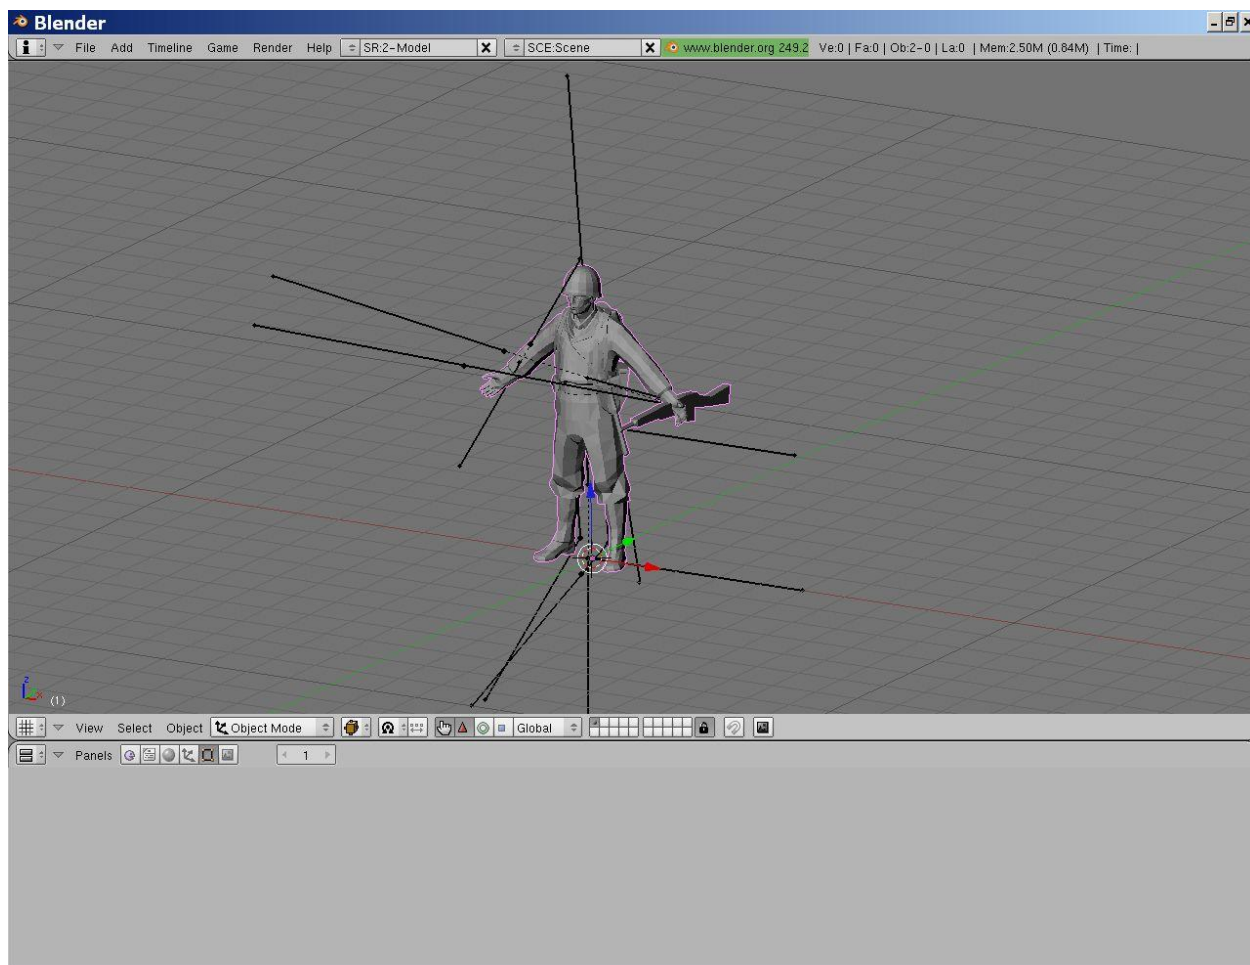 Blender
File Add Timeline Game Render Help SR:2-Model SCE:Scene www.blender.org 249.2 Ve:0 | Fa:0 | Ob:2-0 | La:0 | Mem:2.50M (0.84M) | Time: |
z
x
(1)
View Select Object Object Mode Global
Panels 1